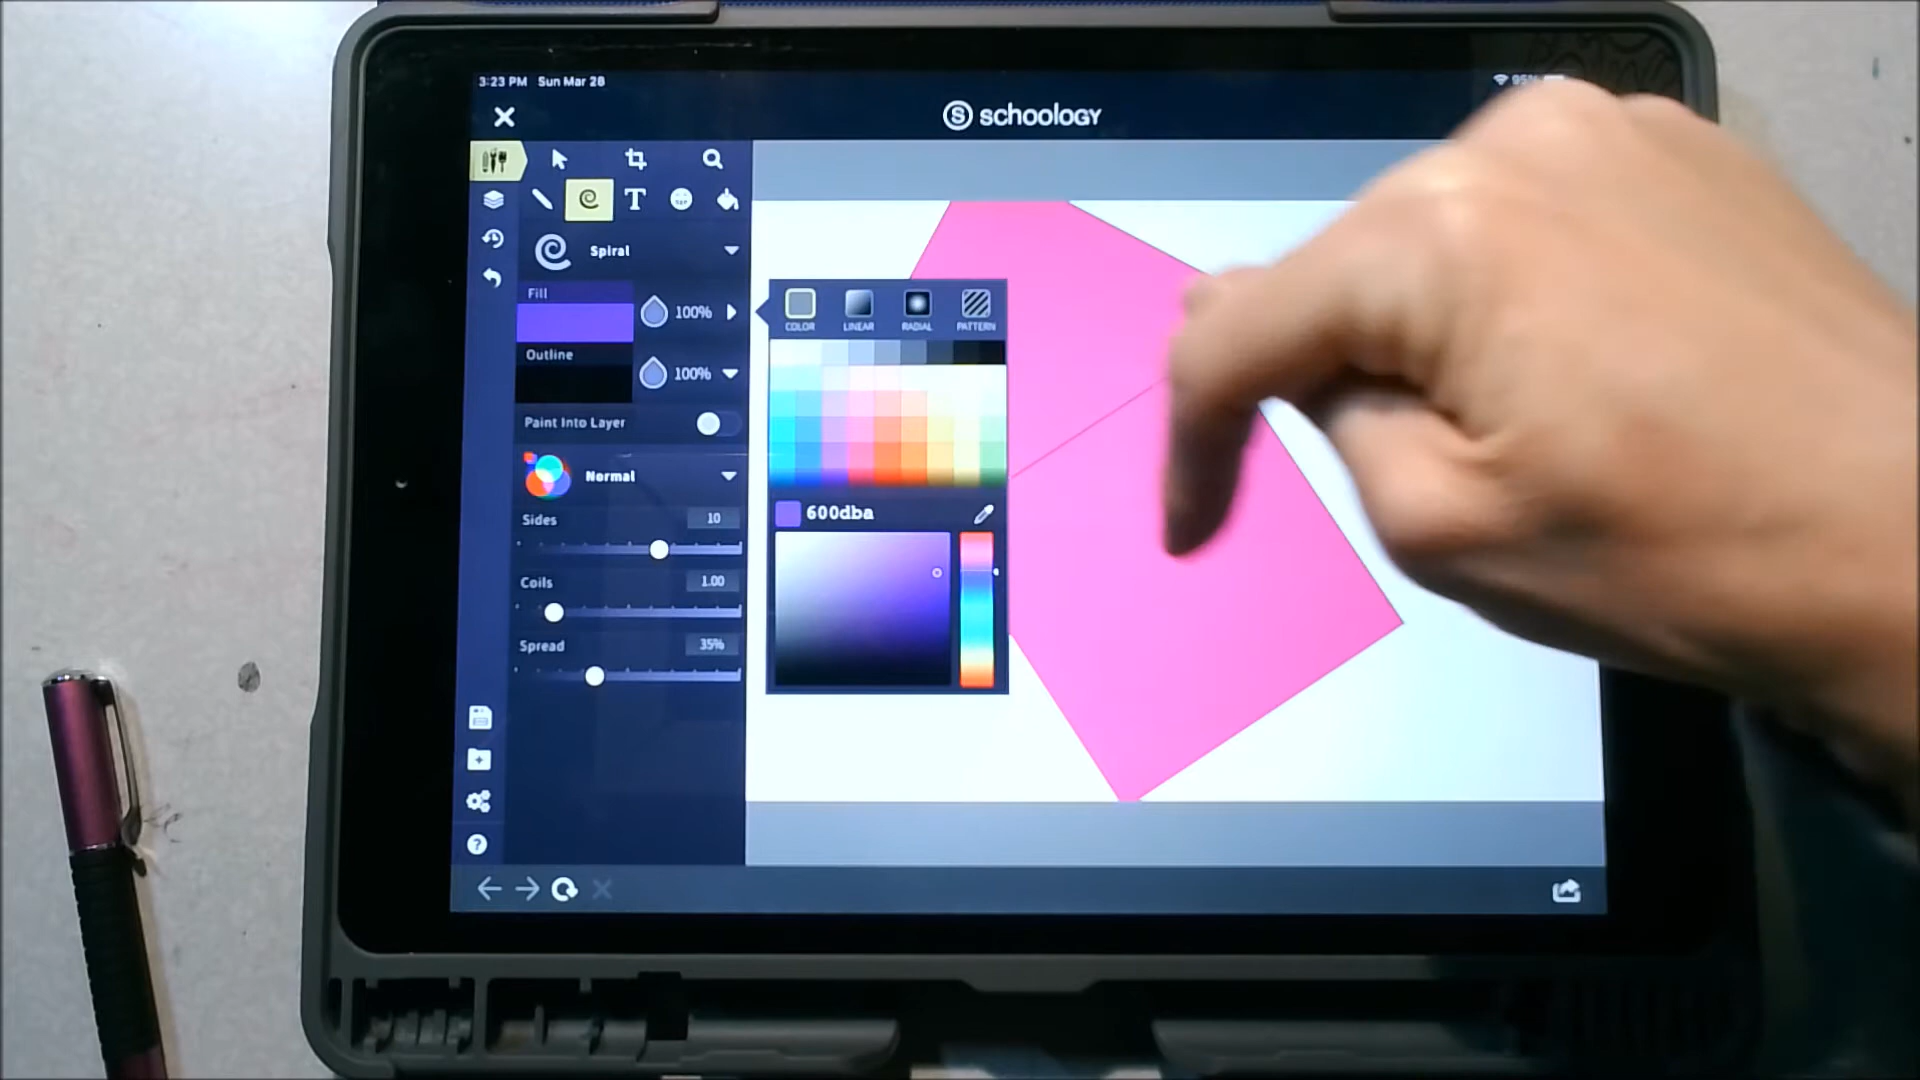 3:23 PM Sun Mar 28
95%
schoology
T
Spiral
Fill
100%
Outline
100%
Paint Into Layer
Normal
Sides 10
Coils 1.00
Spread 35%
COLOR LINEAR RADIAL PATTERN
600dba
?